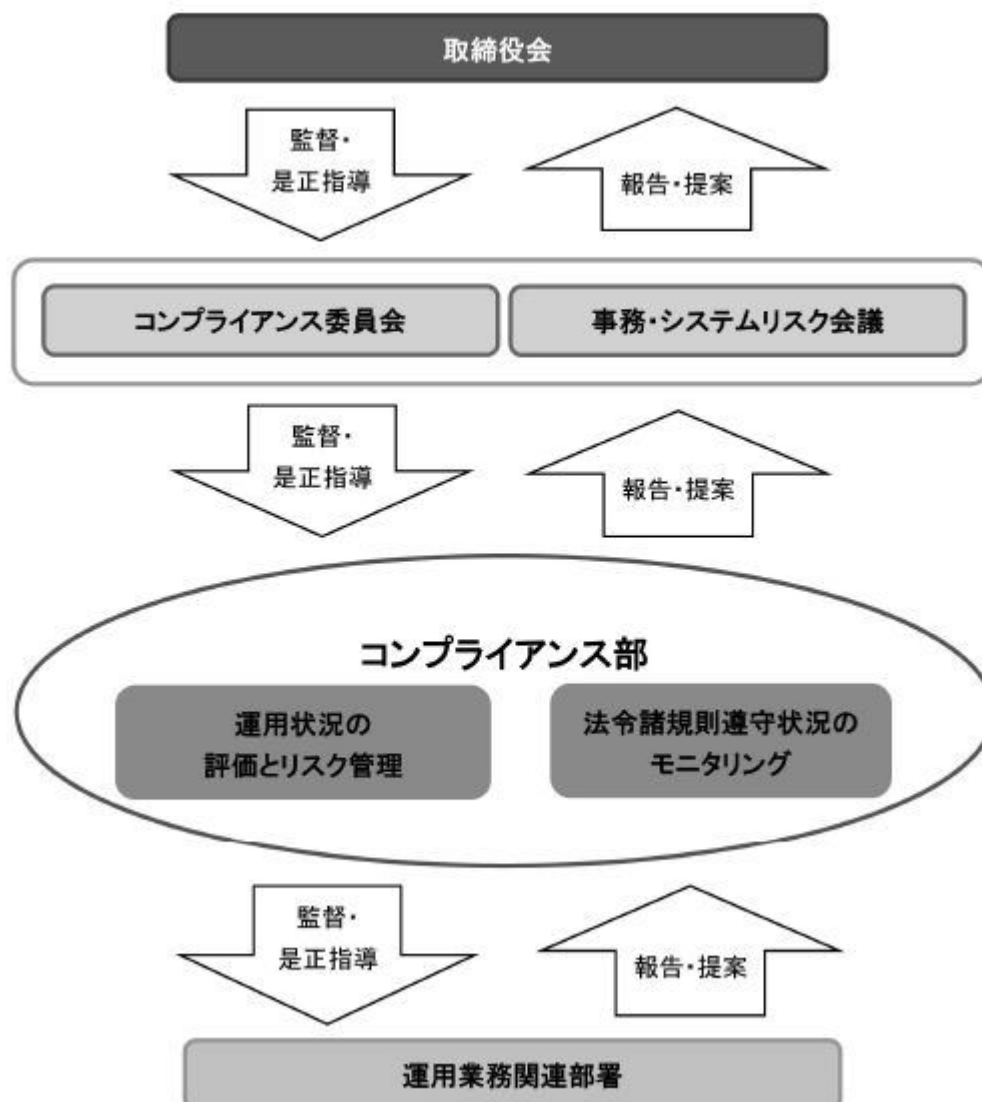 取締役会
監督・
是正指導
報告・提案
コンプライアンス委員会
事務・システムリスク会議
監督・
是正指導
報告・提案
コンプライアンス部
運用状況の
評価とリスク管理
法令諸規則遵守状況の
モニタリング
監督・
是正指導
報告・提案
運用業務関連部署